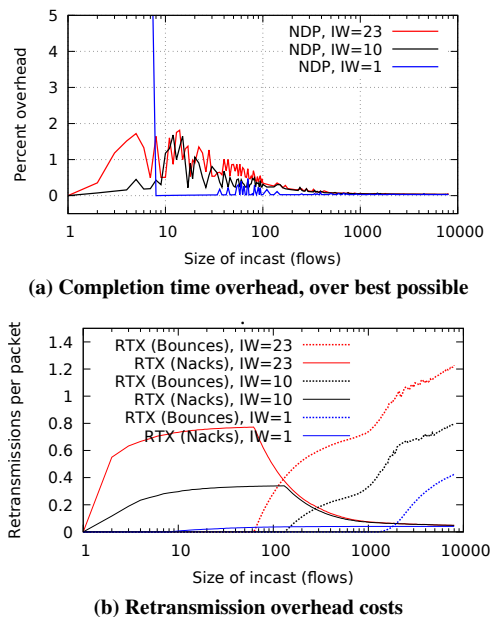 6
5
4
3
2
1
0
Percent overhead
NDP, IW=23
NDP, IW=10
NDP, IW=1
1 10 100 1000 10000
Size of incast (flows)
(a) Completion time overhead, over best possible
1.4
1.2
1
0.8
0.6
0.4
0.2
0
Retransmissions per packet
RTX (Bounces), IW=23
RTX (Nacks), IW=23
RTX (Bounces), IW=10
RTX (Nacks), IW=10
RTX (Bounces), IW=1
RTX (Nacks), IW=1
1 10 100 1000 10000
Size of incast (flows)
(b) Retransmission overhead costs